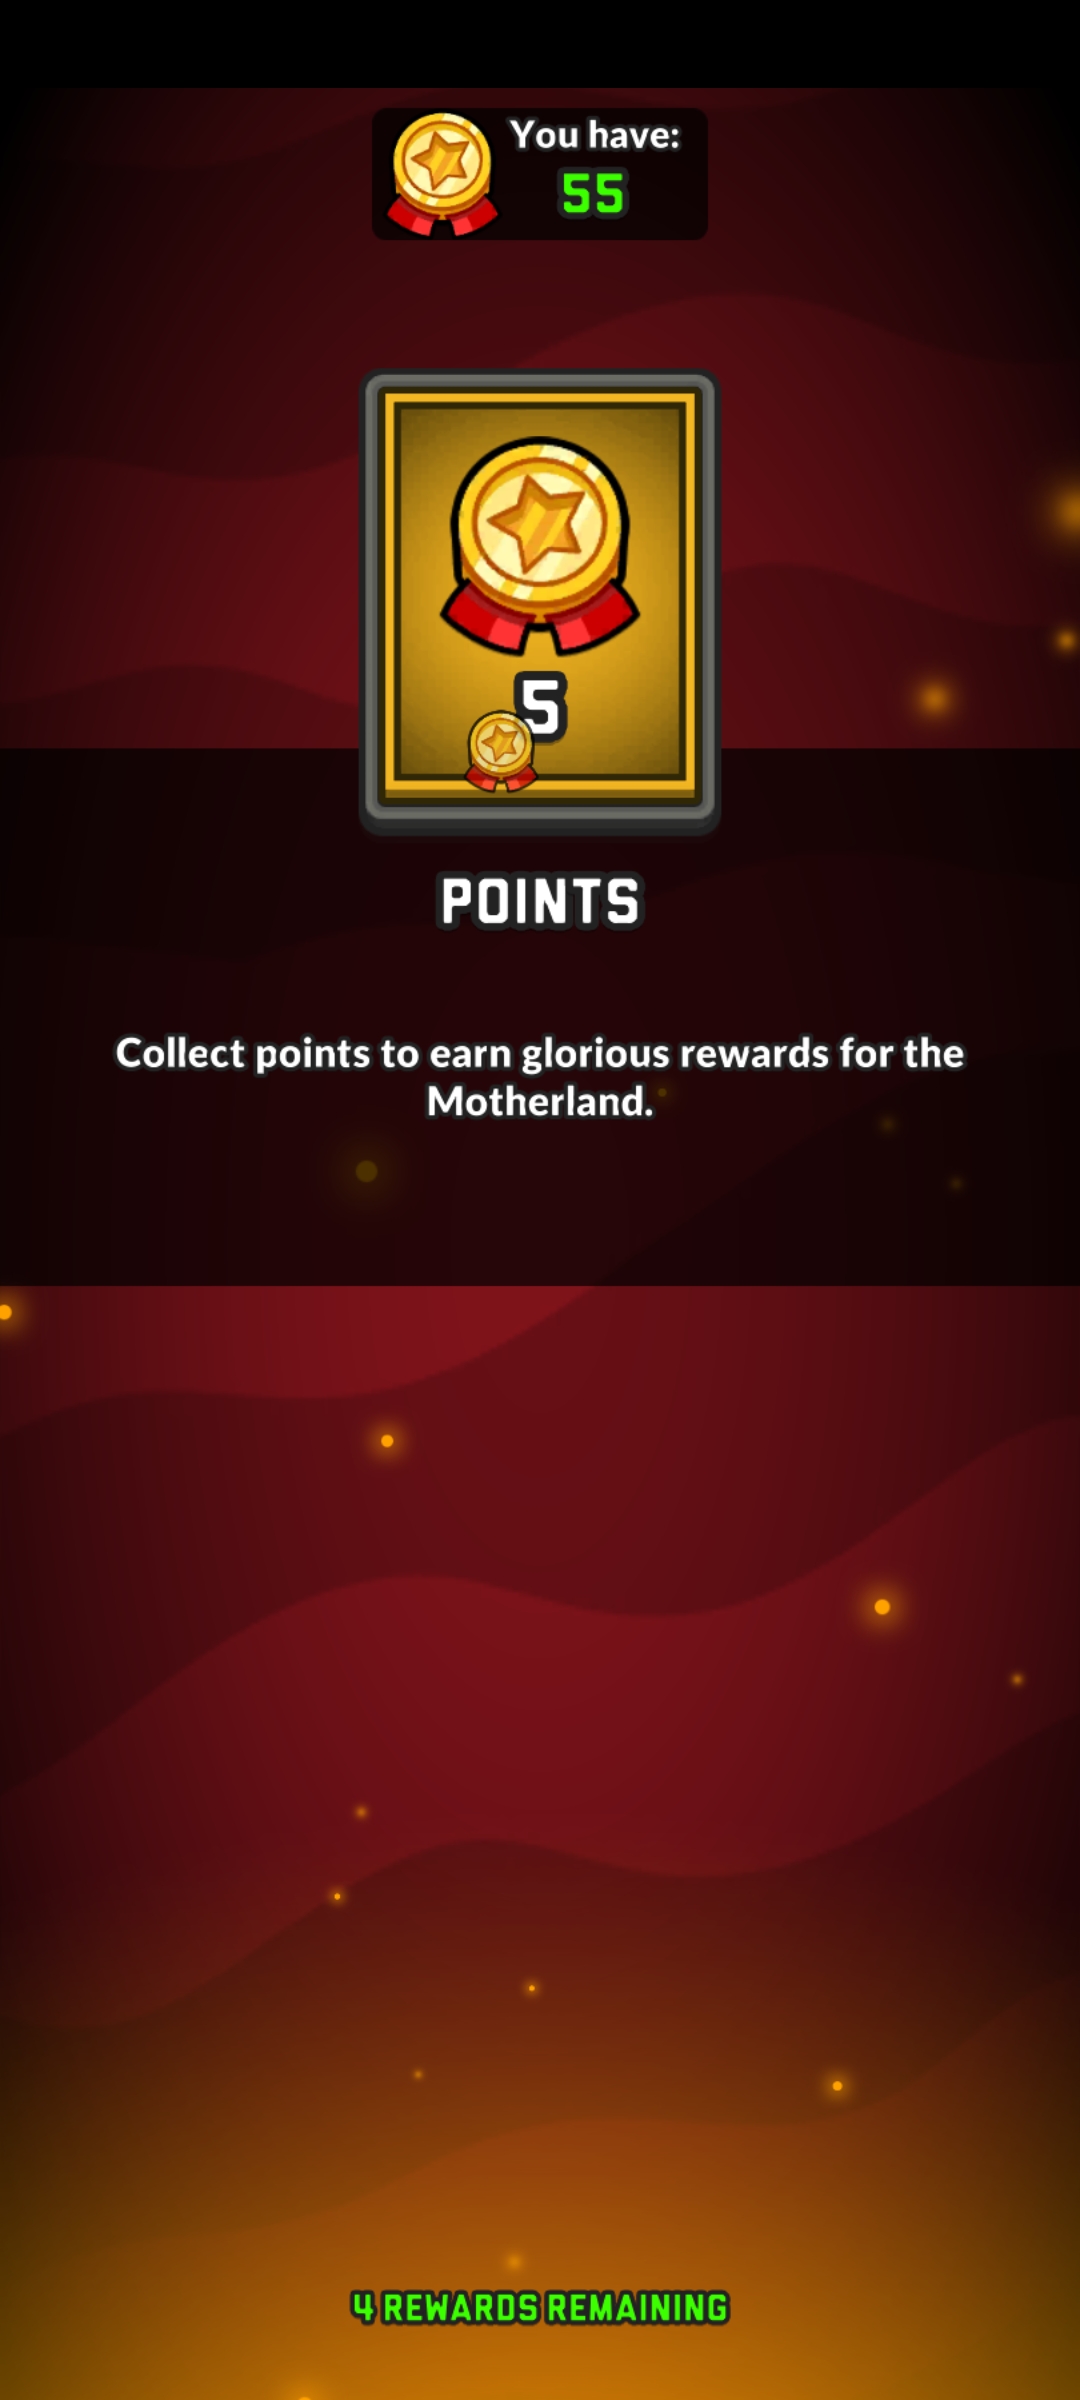 You have:
55
5
POINTS
Collect points to earn glorious rewards for the
Motherland.
4 REWARDS REMAINING